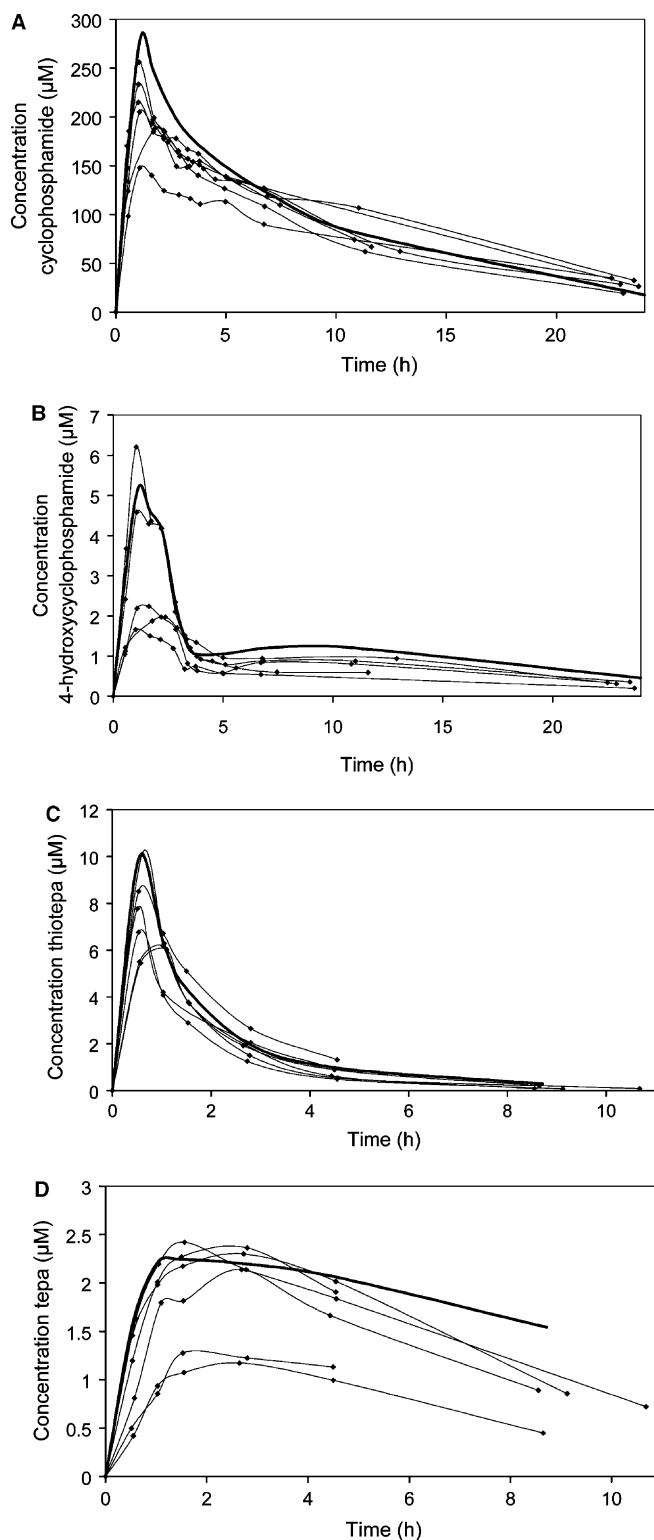 A
300
250
200
150
100
50
0
Concentration
cyclophosphamide (µM)
0 5 10 15 20
Time (h)
B
7
6
5
4
3
2
1
0
Concentration
4-hydroxycyclophosphamide (µM)
0 5 10 15 20
Time (h)
C
12
10
8
6
4
2
0
Concentration thiotepa (µM)
0 2 4 6 8 10
Time (h)
D
3
2.5
2
1.5
1
0.5
0
Concentration tepa (µM)
0 2 4 6 8 10
Time (h)